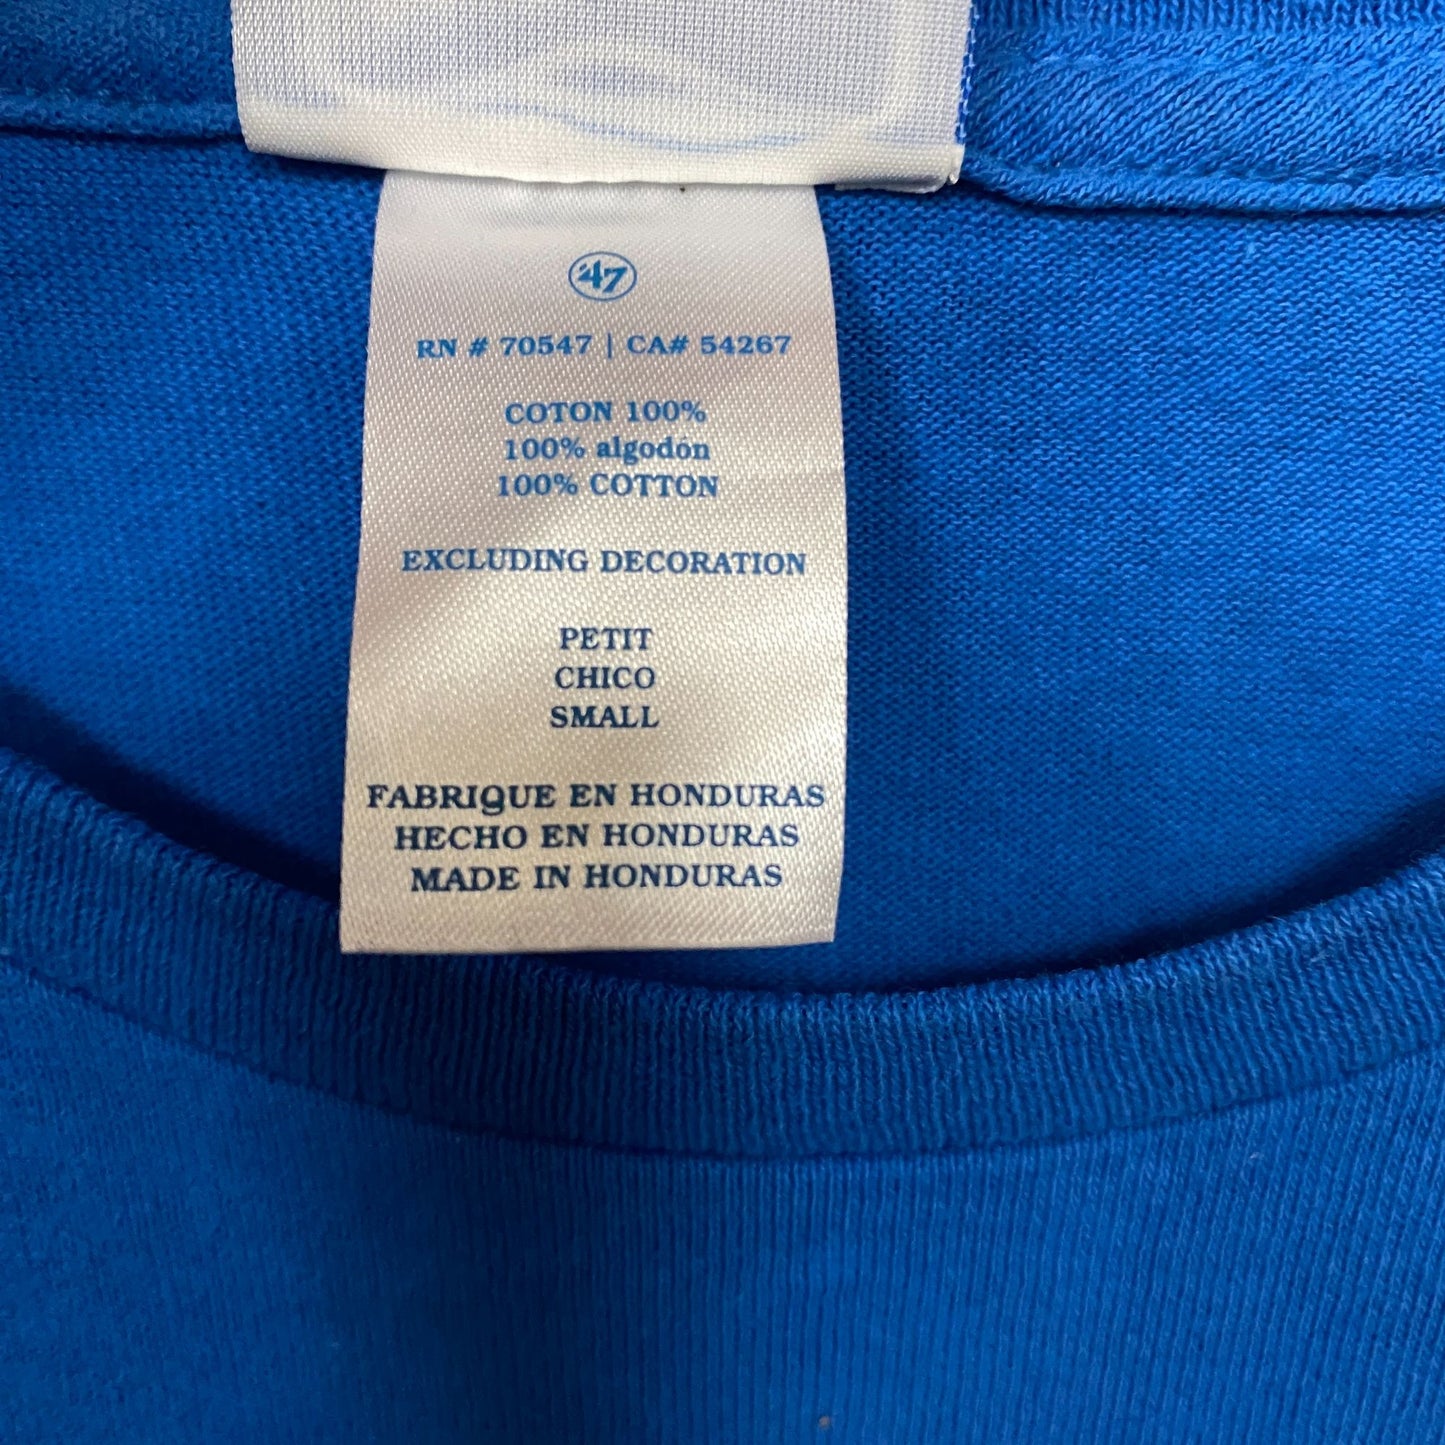 '47
RN # 70547 | CA# 54267
COTON 100%
100% algodón
100% COTTON
EXCLUDING DECORATION
PETIT
CHICO
SMALL
FABRIQUE EN HONDURAS
HECHO EN HONDURAS
MADE IN HONDURAS